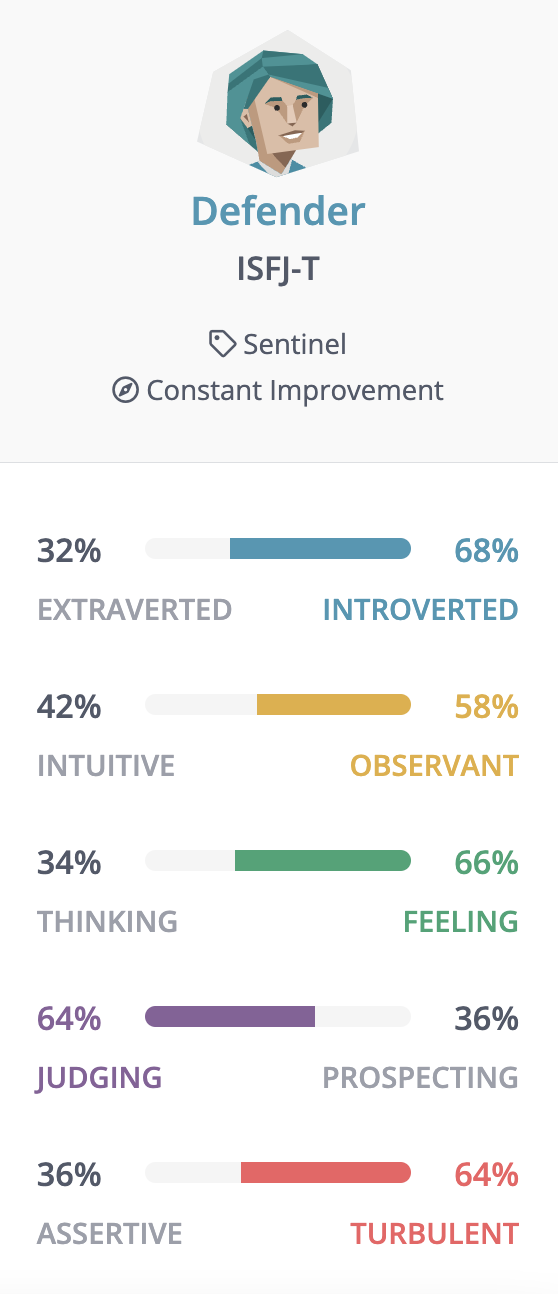 Defender
ISFJ-T
Sentinel
Constant Improvement
32% 68%
EXTRAVERTED INTROVERTED
42% 58%
INTUITIVE OBSERVANT
34% 66%
THINKING FEELING
64% 36%
JUDGING PROSPECTING
36% 64%
ASSERTIVE TURBULENT